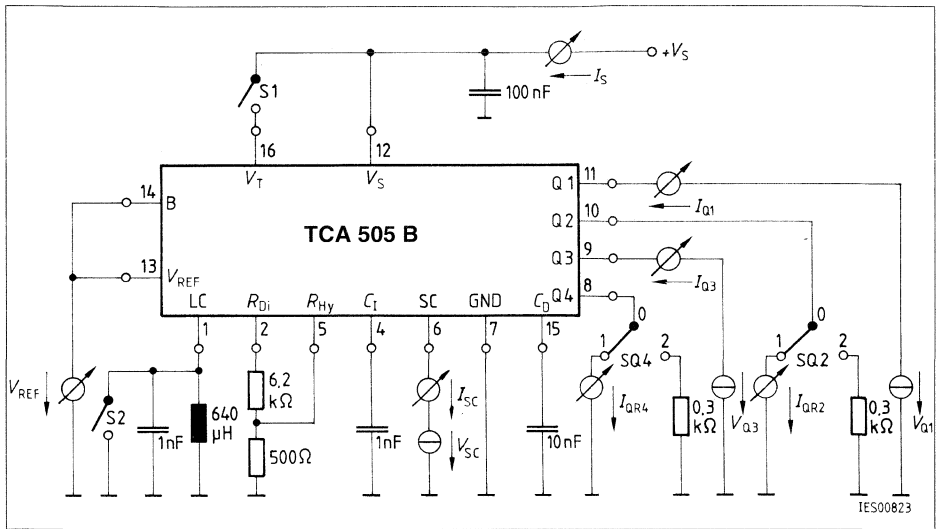 +VS
IS
S1
100 nF
16
12
VT
VS
14
B
Q1
11
IQ1
TCA 505 B
Q2
10
13
VREF
Q3
9
IQ3
Q4
8
LC
RDi
RHy
CI
SC
GND
CD
1
2
5
4
6
7
15
0
1
2
SQ4
0
1
2
SQ2
VREF
S2
1nF
640
µH
6,2
kΩ
500Ω
1nF
ISC
VSC
10nF
IQR4
0,3
kΩ
VQ3
IQR2
0,3
kΩ
VQ1
IES00823